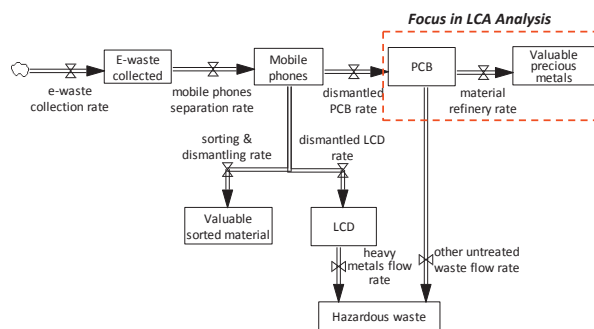 Focus in LCA Analysis
E-waste
collected
Mobile
phones
PCB
Valuable
precious
metals
e-waste
collection rate
mobile phones
separation rate
dismantled
PCB rate
material
refinery rate
sorting &
dismantling rate
dismantled LCD
rate
Valuable
sorted material
LCD
heavy
metals flow
rate
other untreated
waste flow rate
Hazardous waste